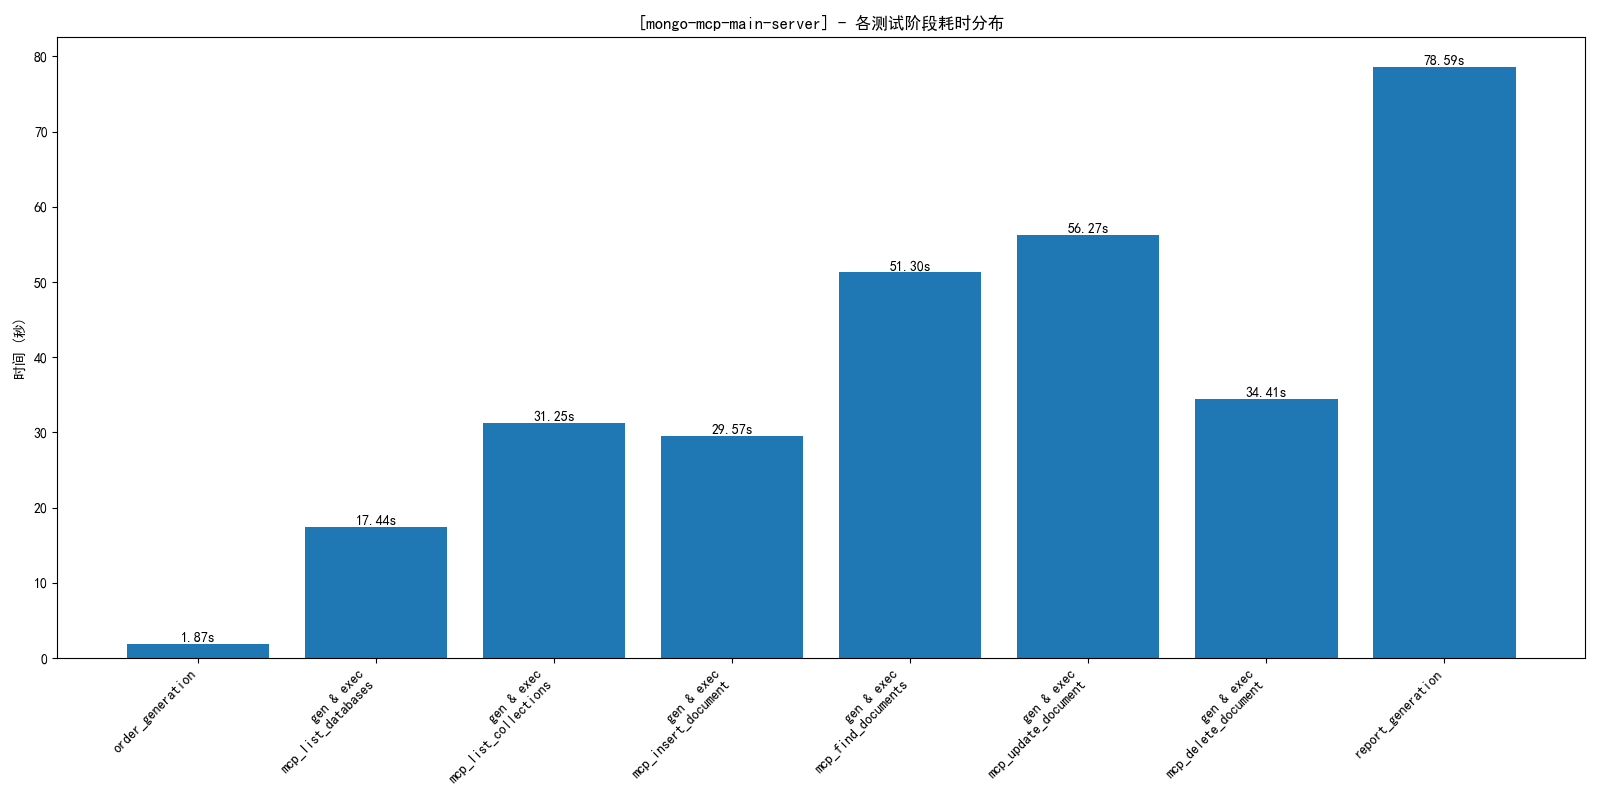 [mongo-mcp-main-server] - 各测试阶段耗时分布
时间 (秒)
80
70
60
50
40
30
20
10
0
1.87s
17.44s
31.25s
29.57s
51.30s
56.27s
34.41s
78.59s
order_generation
gen & exec
mcp_list_databases
gen & exec
mcp_list_collections
gen & exec
mcp_insert_document
gen & exec
mcp_find_documents
gen & exec
mcp_update_document
gen & exec
mcp_delete_document
report_generation